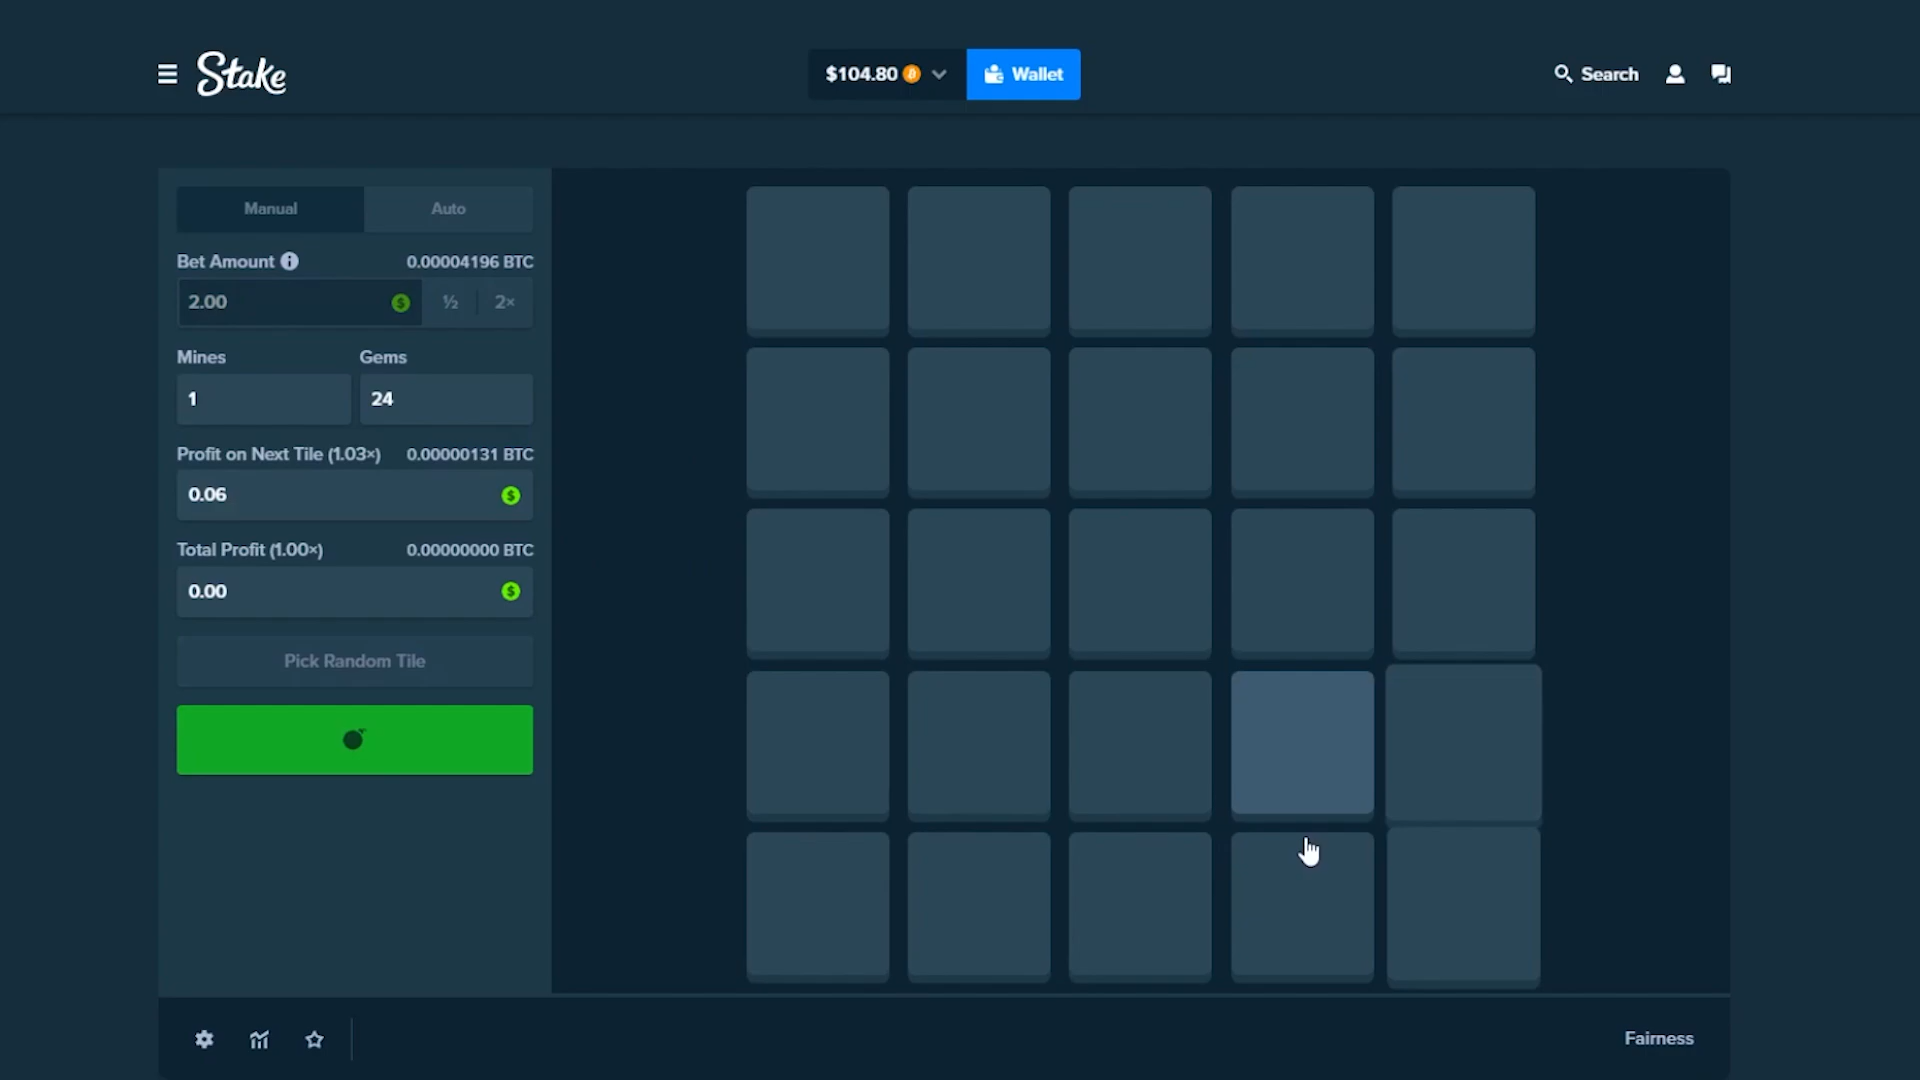 Stake
$104.80
Wallet
Search
Manual
Auto
Bet Amount
0.00004196 BTC
2.00
½
2×
Mines
Gems
1
24
Profit on Next Tile (1.03×)
0.00000131 BTC
0.06
Total Profit (1.00×)
0.00000000 BTC
0.00
Pick Random Tile
Fairness